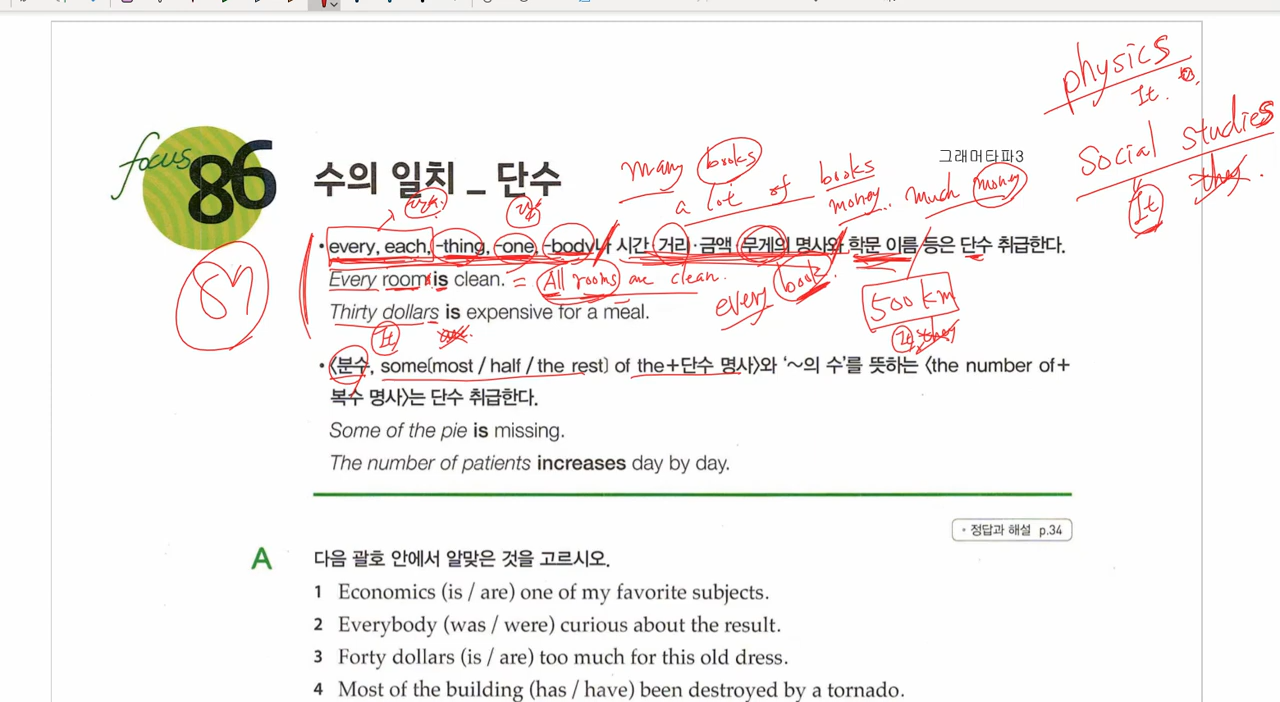 physics
It.
social studies
It they.
focus 86 수의 일치 _ 단수
그래머타파3
many books
a lot of books
money. much money
• every, each, -thing, -one, -body나 시간·거리·금액·무게의 명사와 학문 이름 등은 단수 취급한다.
Every room is clean. = All rooms are clean.
every book.
500 km
Thirty dollars is expensive for a meal.
It
It they
• 〈분수, some[most / half / the rest] of the+단수 명사〉와 ‘~의 수’를 뜻하는 〈the number of+
복수 명사〉는 단수 취급한다.
Some of the pie is missing.
The number of patients increases day by day.
• 정답과 해설 p.34
A 다음 괄호 안에서 알맞은 것을 고르시오.
1 Economics (is / are) one of my favorite subjects.
2 Everybody (was / were) curious about the result.
3 Forty dollars (is / are) too much for this old dress.
4 Most of the building (has / have) been destroyed by a tornado.